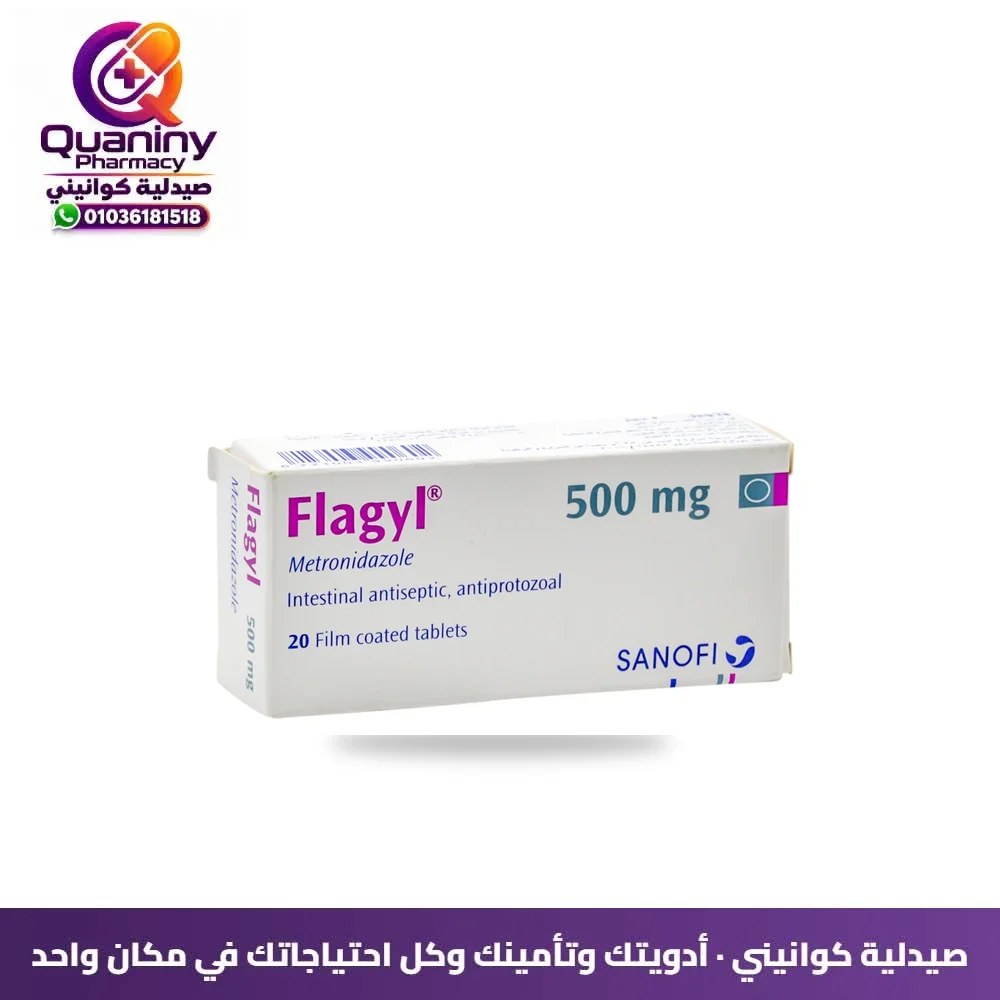 Quaniny
Pharmacy
صيدلية كوانيني
01036181518
Flagyl®
500 mg
Metronidazole
Intestinal antiseptic, antiprotozoal
20 Film coated tablets
SANOFI
Flagyl 500 mg
Metronidazole
صيدلية كوانيني · أدويتك وتأمينك وكل احتياجاتك في مكان واحد